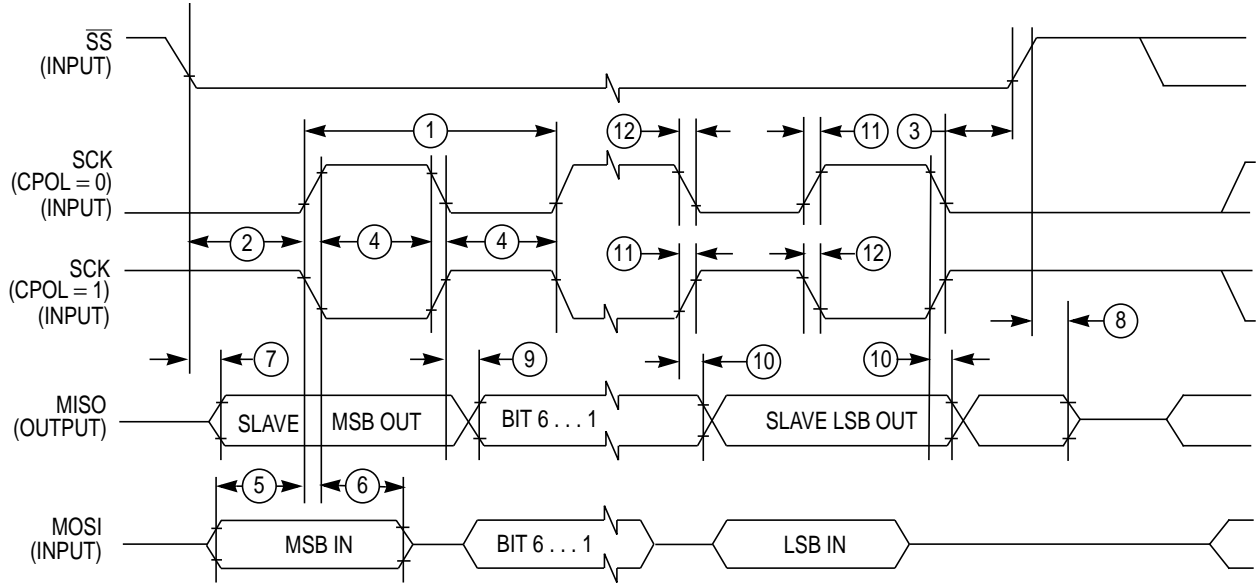 SS
(INPUT)
1
12
11
3
SCK
(CPOL = 0)
(INPUT)
2
4
4
11
12
SCK
(CPOL = 1)
(INPUT)
8
7
9
10
10
MISO
(OUTPUT)
SLAVE
MSB OUT
BIT 6 . . . 1
SLAVE LSB OUT
5
6
MOSI
(INPUT)
MSB IN
BIT 6 . . . 1
LSB IN